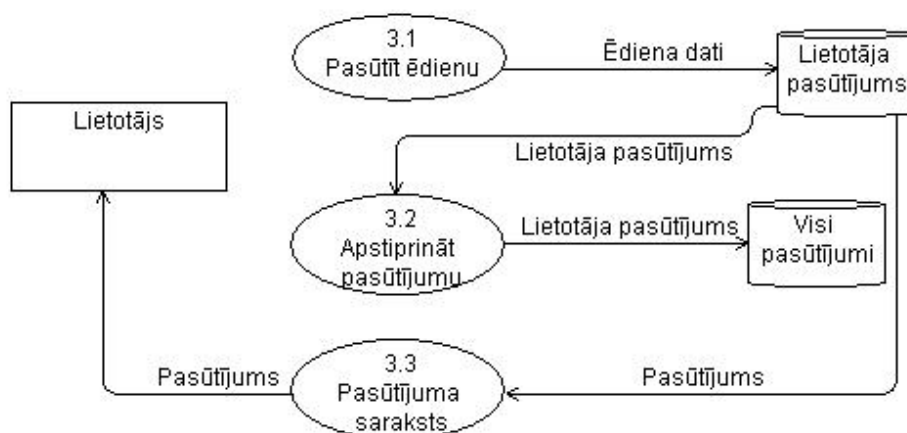 3.1
Pasūtīt ēdienu
Ēdiena dati
Lietotāja
pasūtījums
Lietotājs
Lietotāja pasūtījums
3.2
Apstiprināt
pasūtījumu
Lietotāja pasūtījums
Visi
pasūtījumi
3.3
Pasūtījuma
saraksts
Pasūtījums
Pasūtījums